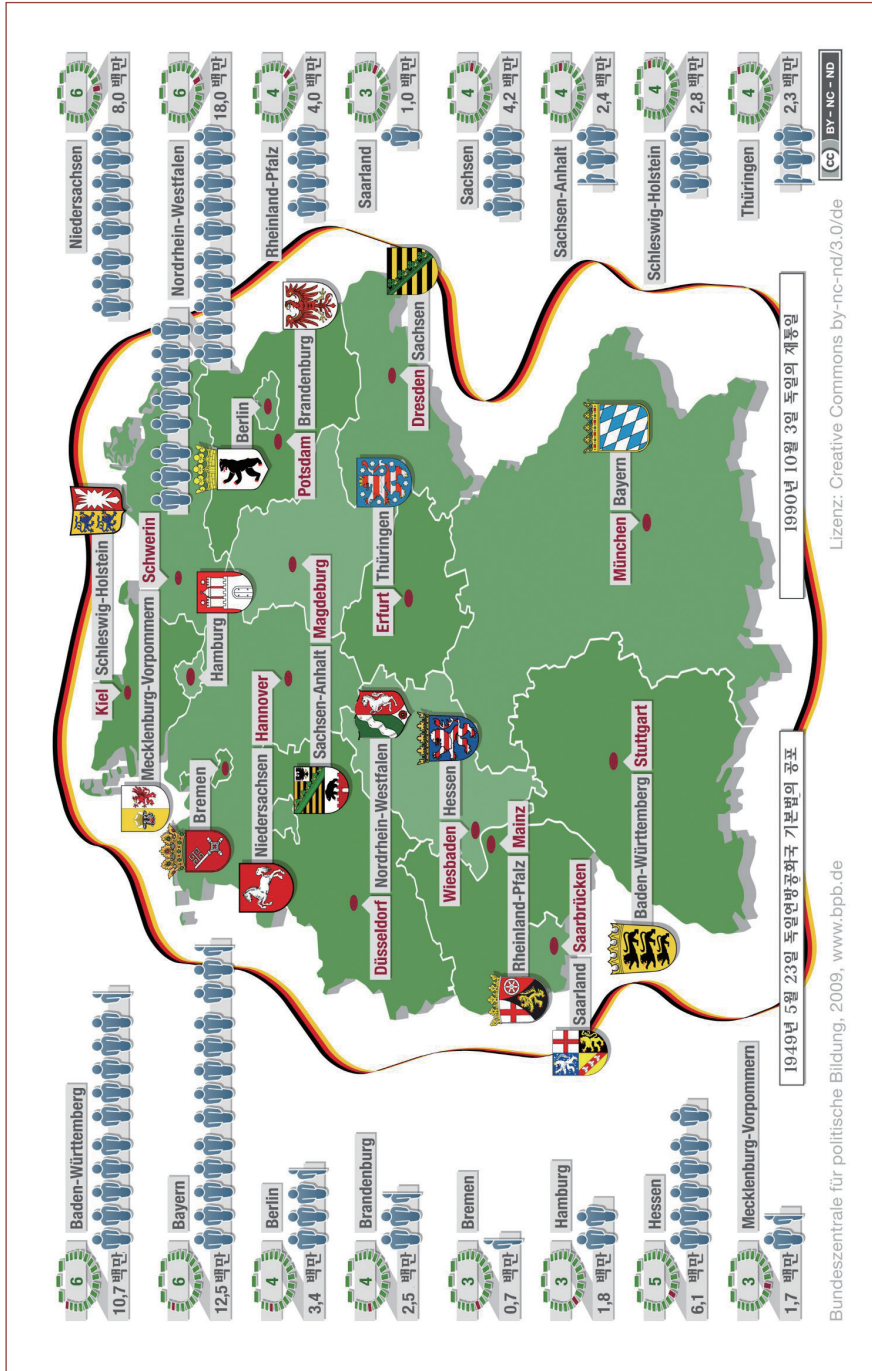 Baden-Württemberg
6
10,7 백만
Bayern
6
12,5 백만
Berlin
4
3,4 백만
Brandenburg
4
2,5 백만
Bremen
3
0,7 백만
Hamburg
3
1,8 백만
Hessen
5
6,1 백만
Mecklenburg-Vorpommern
3
1,7 백만
Kiel
Schleswig-Holstein
Mecklenburg-Vorpommern
Schwerin
Hamburg
Bremen
Niedersachsen
Hannover
Sachsen-Anhalt
Magdeburg
Berlin
Potsdam
Brandenburg
Düsseldorf
Nordrhein-Westfalen
Erfurt
Thüringen
Dresden
Sachsen
Hessen
Wiesbaden
Mainz
Rheinland-Pfalz
Saarland
Saarbrücken
Baden-Württemberg
Stuttgart
München
Bayern
Niedersachsen
6
8,0 백만
Nordrhein-Westfalen
6
18,0 백만
Rheinland-Pfalz
4
4,0 백만
Saarland
3
1,0 백만
Sachsen
4
4,2 백만
Sachsen-Anhalt
4
2,4 백만
Schleswig-Holstein
4
2,8 백만
Thüringen
4
2,3 백만
1949년 5월 23일 독일연방공화국 기본법의 공포
1990년 10월 3일 독일의 재통일
Bundeszentrale für politische Bildung, 2009, www.bpb.de
Lizenz: Creative Commons by-nc-nd/3.0/de
cc BY - NC - ND